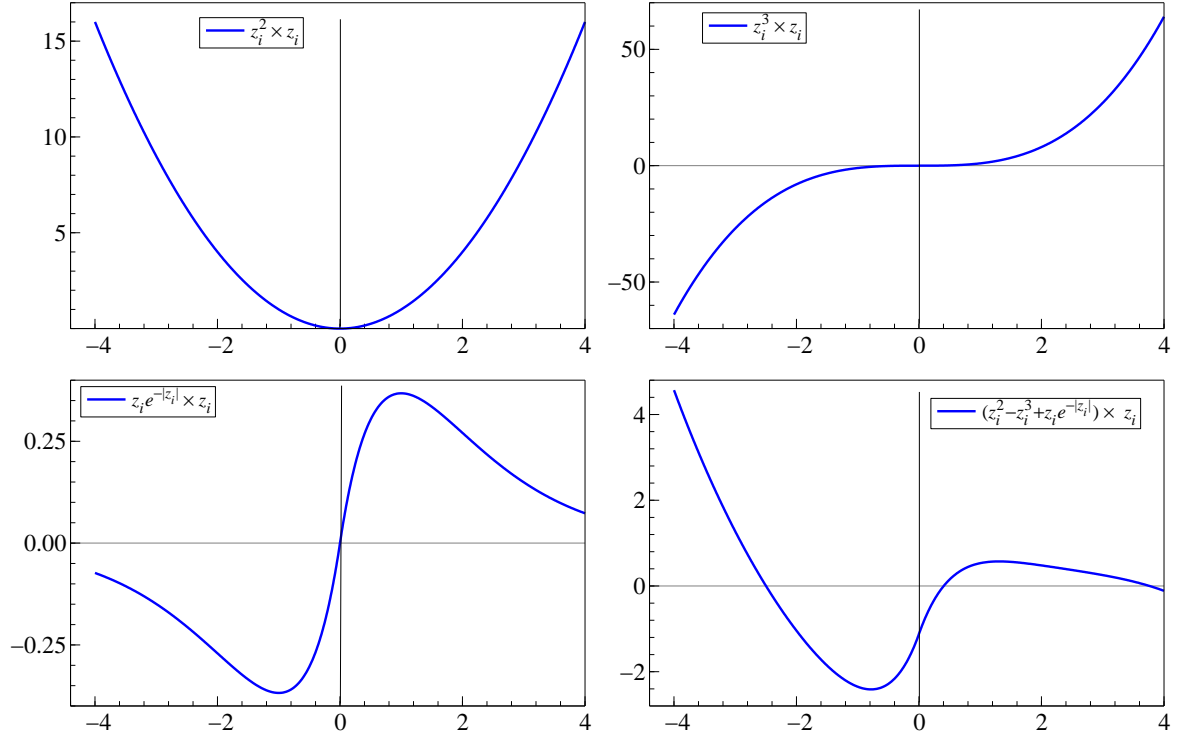 z_i^2 × z_i
15
10
5
−4 −2 0 2 4
z_i^3 × z_i
50
0
−50
−4 −2 0 2 4
z_i e^{−|z_i|} × z_i
0.25
0.00
−0.25
−4 −2 0 2 4
(z_i^2−z_i^3+z_i e^{−|z_i|}) × z_i
4
2
0
−2
−4 −2 0 2 4